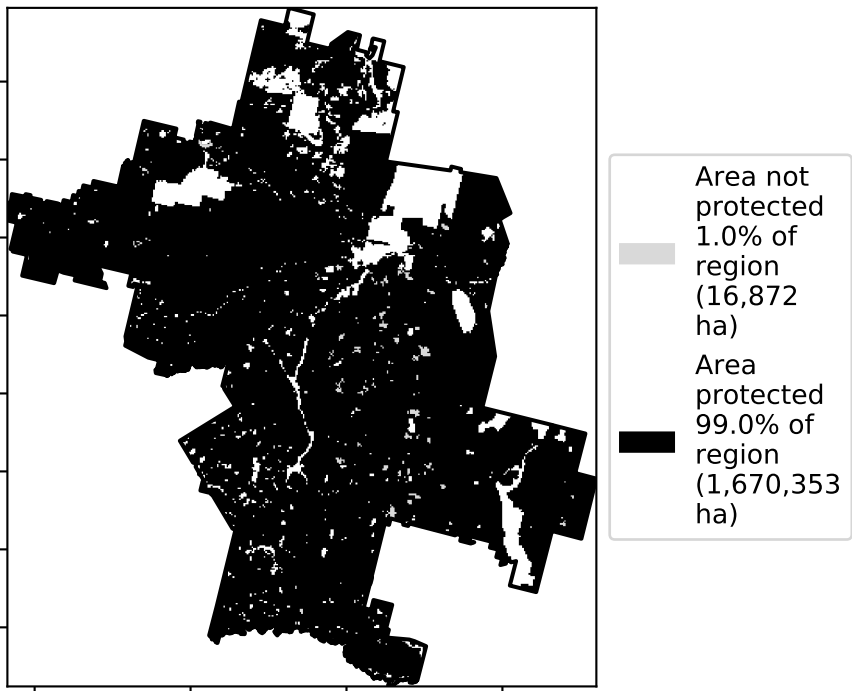 Area not
protected
1.0% of
region
(16,872
ha)
Area
protected
99.0% of
region
(1,670,353
ha)